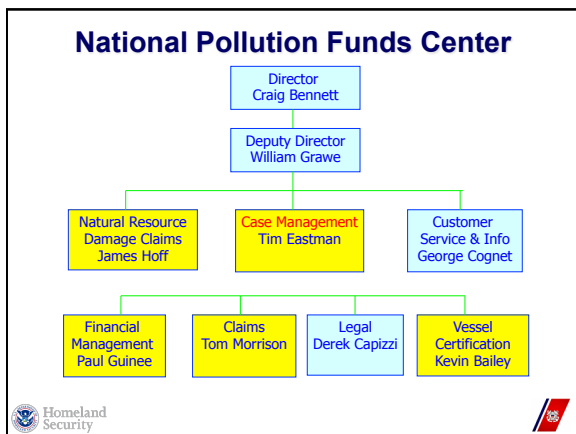 National Pollution Funds Center
Director
Craig Bennett
Deputy Director
William Grawe
Natural Resource
Damage Claims
James Hoff
Case Management
Tim Eastman
Customer
Service & Info
George Cognet
Financial
Management
Paul Guinee
Claims
Tom Morrison
Legal
Derek Capizzi
Vessel
Certification
Kevin Bailey
Homeland
Security